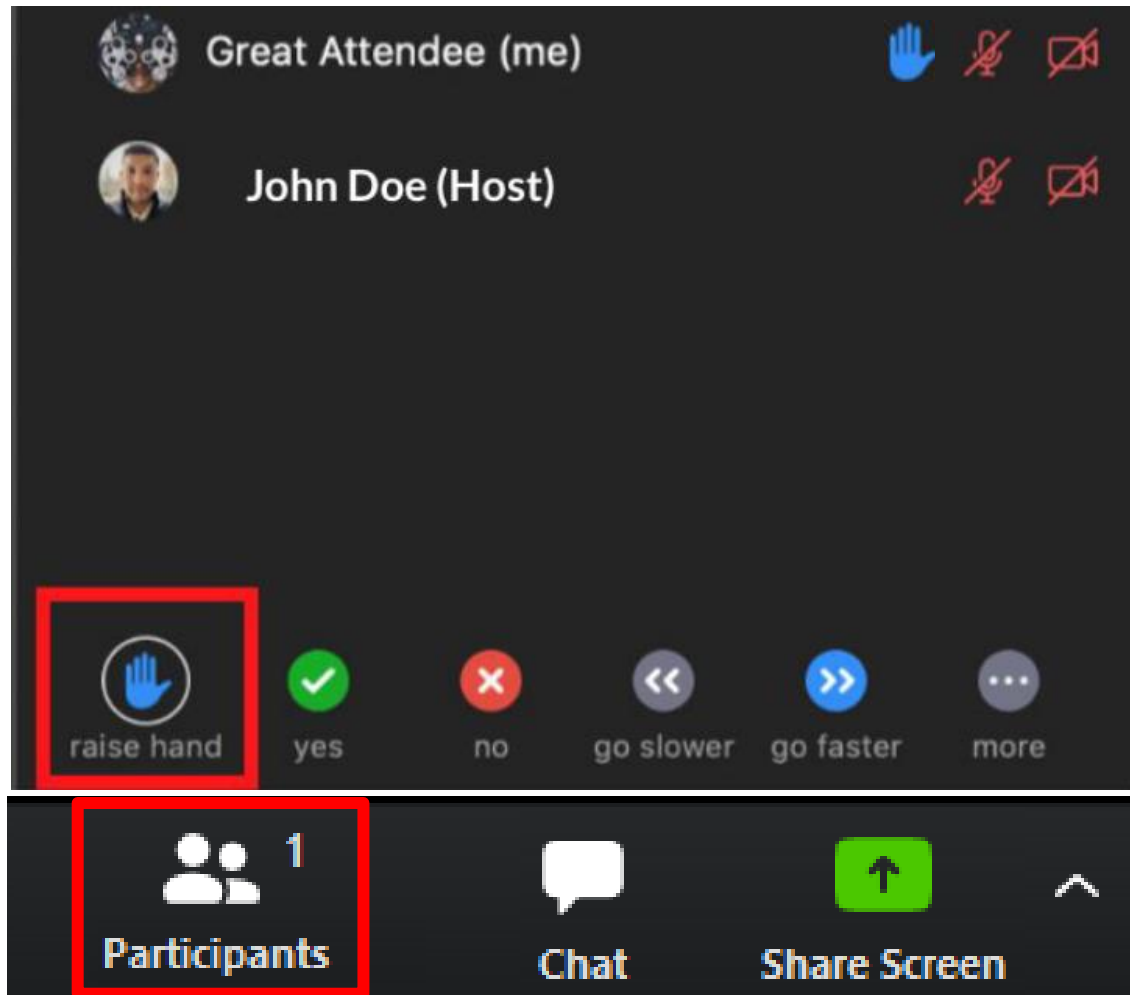 Great Attendee (me)
John Doe (Host)
raise hand yes no go slower go faster more
1
Participants Chat Share Screen